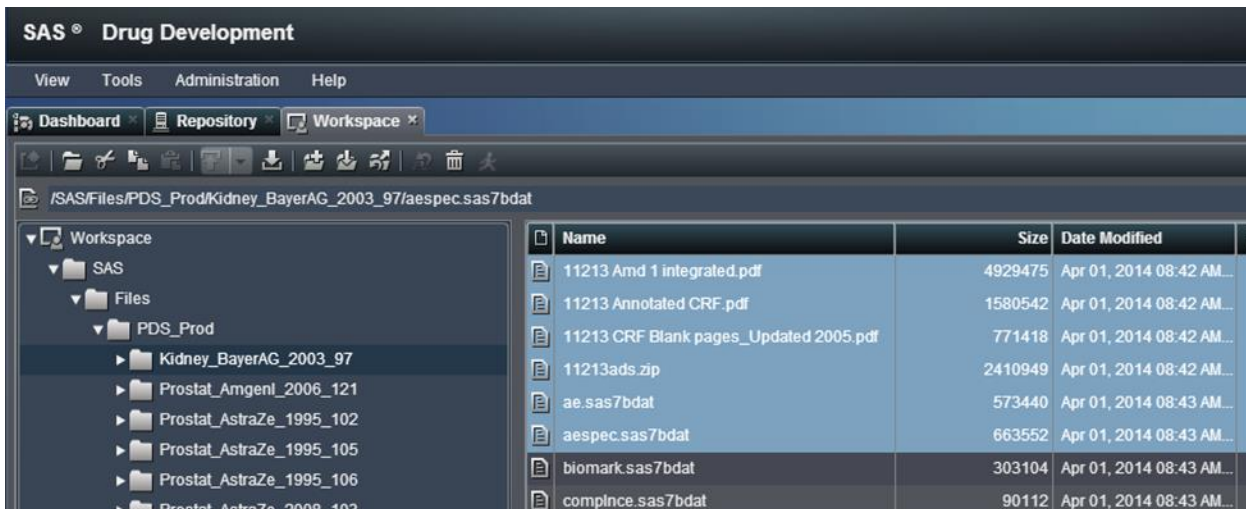 SAS ® Drug Development
View Tools Administration Help
Dashboard × Repository × Workspace ×
/SAS/Files/PDS_Prod/Kidney_BayerAG_2003_97/aespec.sas7bdat
Workspace
SAS
Files
PDS_Prod
Kidney_BayerAG_2003_97
Prostat_Amgenl_2006_121
Prostat_AstraZe_1995_102
Prostat_AstraZe_1995_105
Prostat_AstraZe_1995_106
Prostat_AstraZe_2008_103
Name Size Date Modified
11213 Amd 1 integrated.pdf 4929475 Apr 01, 2014 08:42 AM...
11213 Annotated CRF.pdf 1580542 Apr 01, 2014 08:42 AM...
11213 CRF Blank pages_Updated 2005.pdf 771418 Apr 01, 2014 08:42 AM...
11213ads.zip 2410949 Apr 01, 2014 08:42 AM...
ae.sas7bdat 573440 Apr 01, 2014 08:43 AM...
aespec.sas7bdat 663552 Apr 01, 2014 08:43 AM...
biomark.sas7bdat 303104 Apr 01, 2014 08:43 AM...
complnce.sas7bdat 90112 Apr 01, 2014 08:43 AM...